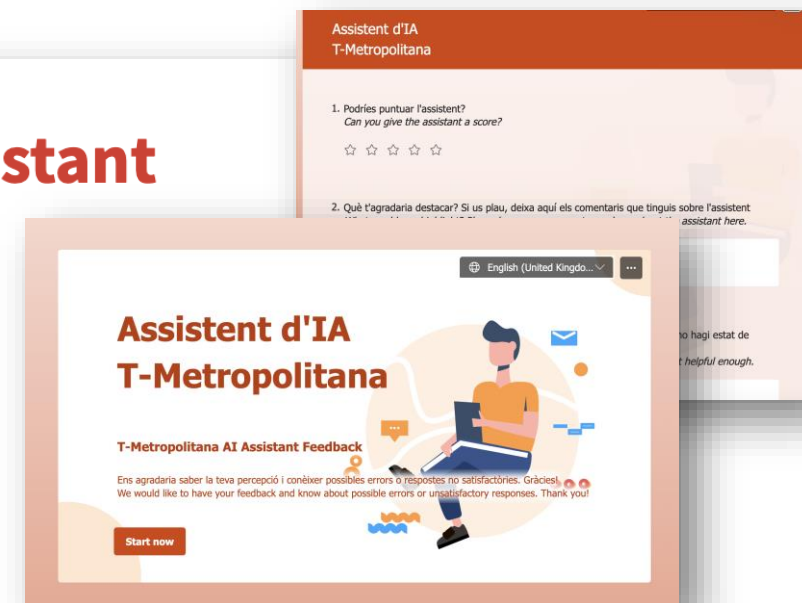 stant
Assistent d'IA
T-Metropolitana
1. Podríes puntuar l'assistent?
Can you give the assistant a score?
2. Què t'agradaria destacar? Si us plau, deixa aquí els comentaris que tinguis sobre l'assistent
assistant here.
no hagi estat de
helpful enough.
English (United Kingdo...
Assistent d'IA
T-Metropolitana
T-Metropolitana AI Assistant Feedback
Ens agradaria saber la teva percepció i conèixer possibles errors o respostes no satisfactòries. Gràcies!
We would like to have your feedback and know about possible errors or unsatisfactory responses. Thank you!
Start now